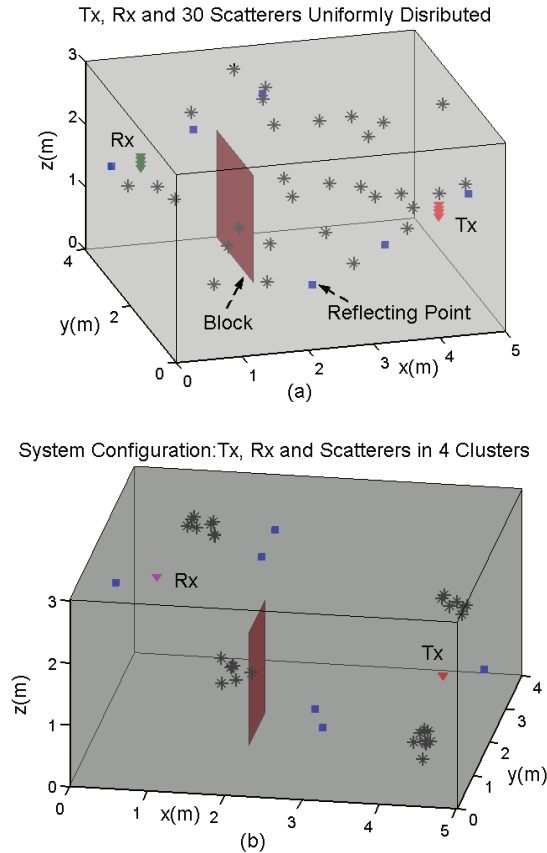 Tx, Rx and 30 Scatterers Uniformly Disributed
3
2
1
0
z(m)
4
2
0
y(m)
0
1
2
3
4
5
x(m)
Rx
Tx
Block
Reflecting Point
(a)
System Configuration:Tx, Rx and Scatterers in 4 Clusters
3
2
1
0
z(m)
0
1
2
3
4
5
x(m)
0
1
2
3
4
y(m)
Rx
Tx
(b)